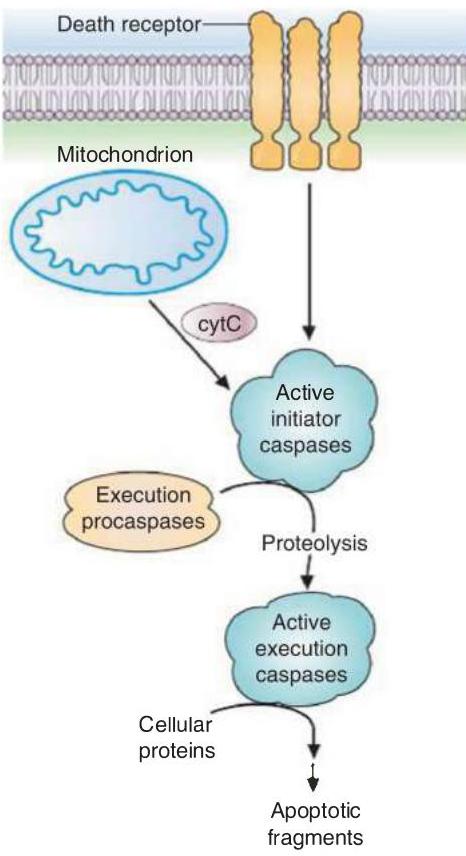 Death receptor
Mitochondrion
cytC
Active
initiator
caspases
Execution
procaspases
Proteolysis
Active
execution
caspases
Cellular
proteins
Apoptotic
fragments